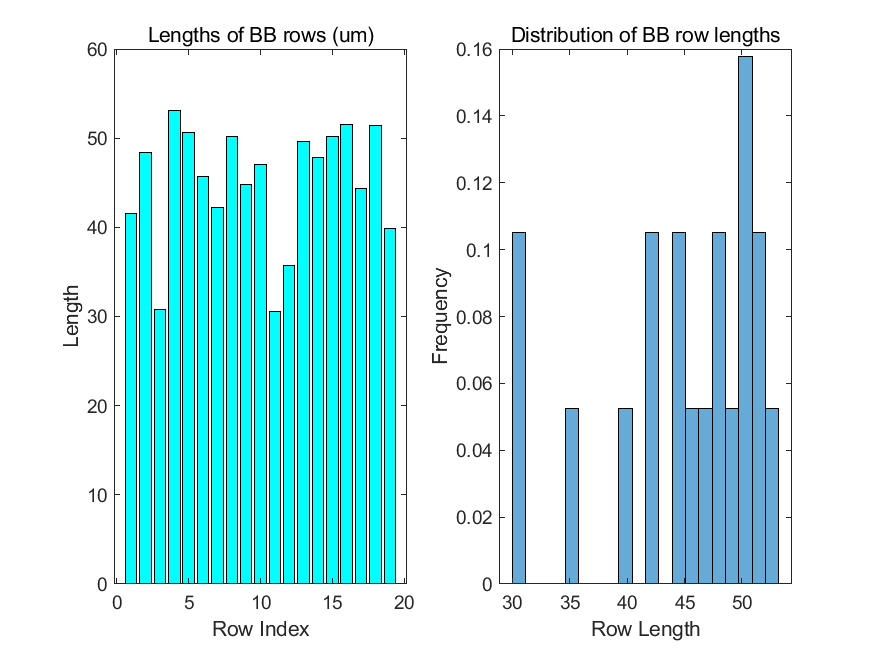 Lengths of BB rows (um)
60
50
40
30
20
10
0
Length
0 5 10 15 20
Row Index
Distribution of BB row lengths
0.16
0.14
0.12
0.1
0.08
0.06
0.04
0.02
0
Frequency
30 35 40 45 50
Row Length